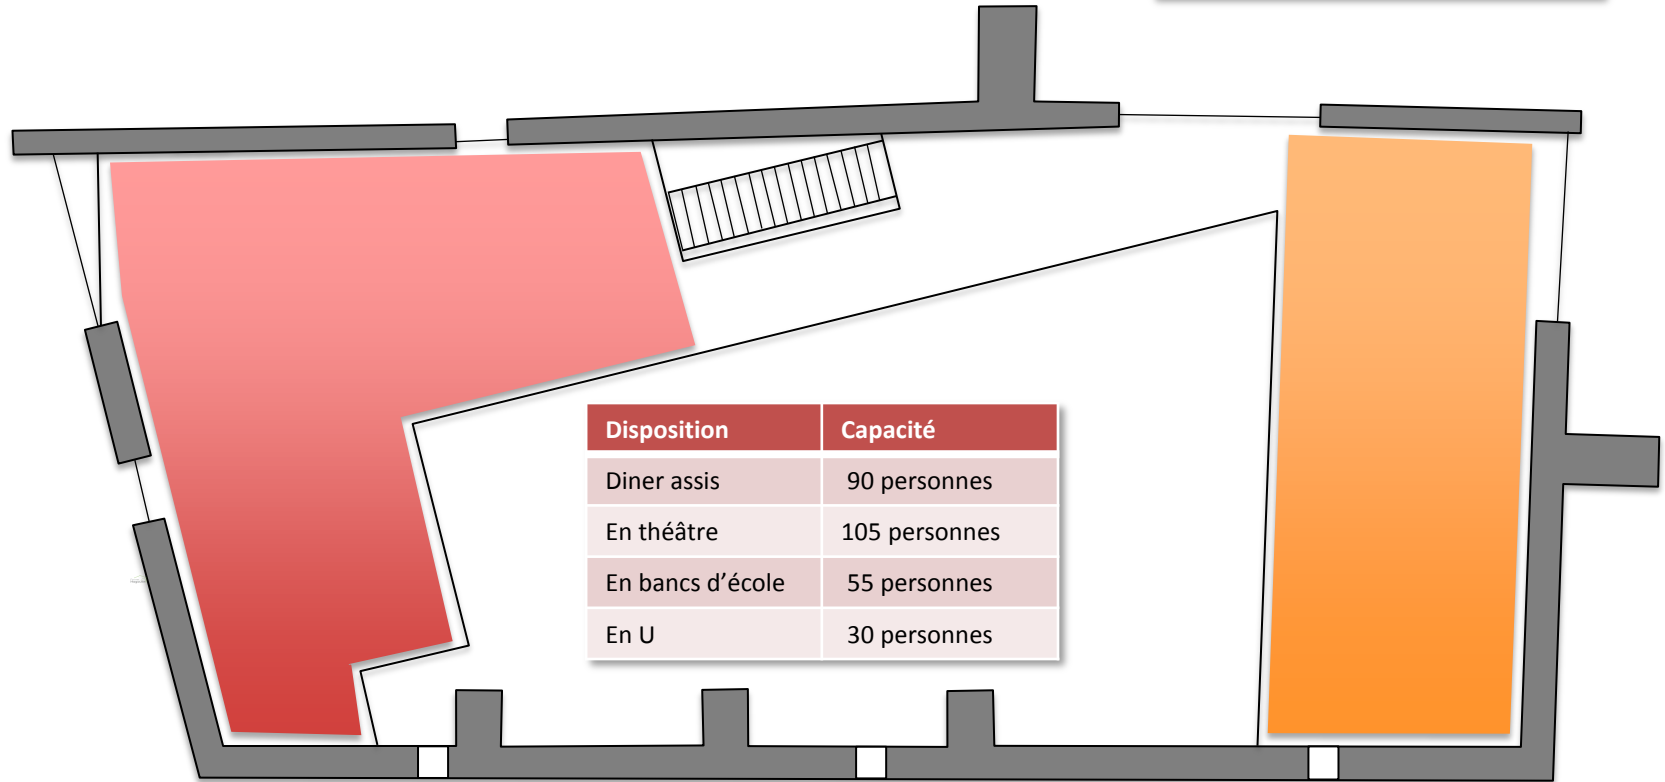 Disposition Capacité
Diner assis 90 personnes
En théâtre 105 personnes
En bancs d’école 55 personnes
En U 30 personnes